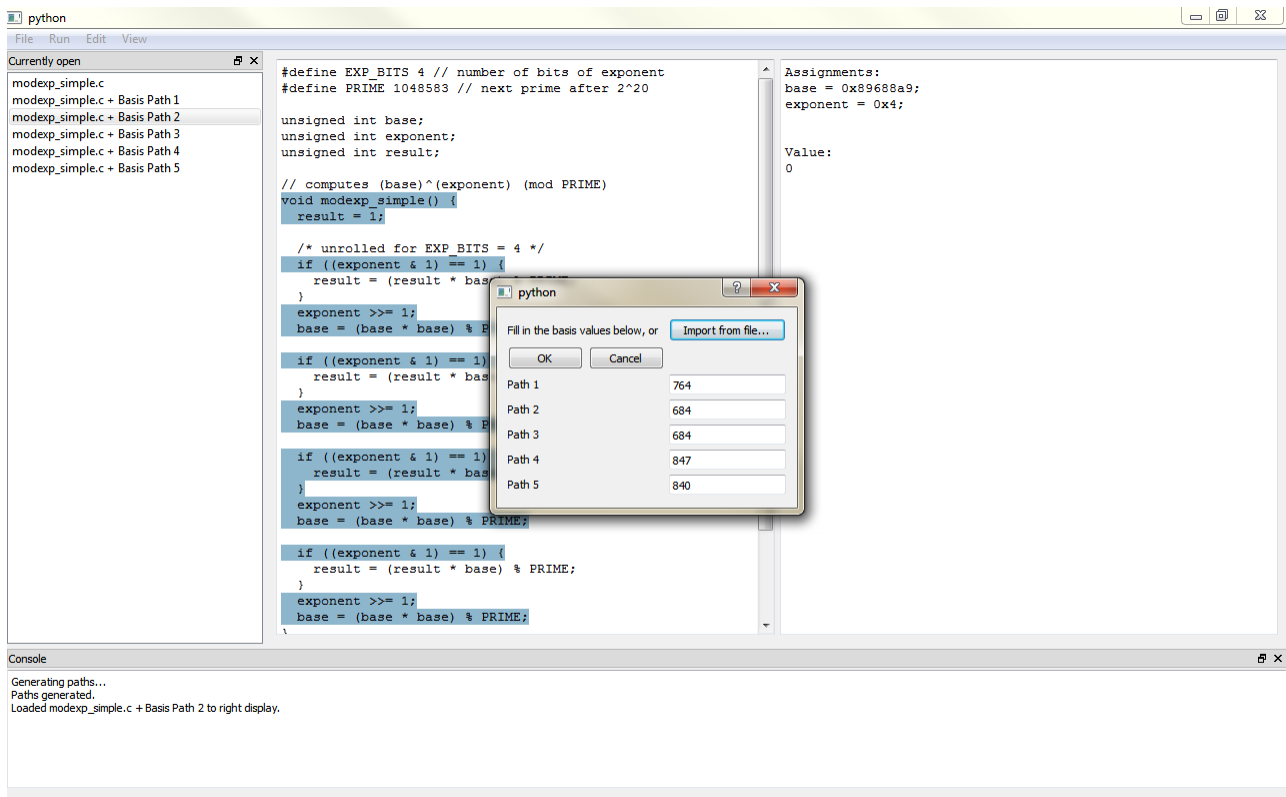 python
File Run Edit View
Currently open
modexp_simple.c
modexp_simple.c + Basis Path 1
modexp_simple.c + Basis Path 2
modexp_simple.c + Basis Path 3
modexp_simple.c + Basis Path 4
modexp_simple.c + Basis Path 5
#define EXP_BITS 4 // number of bits of exponent
#define PRIME 1048583 // next prime after 2^20
unsigned int base;
unsigned int exponent;
unsigned int result;
// computes (base)^(exponent) (mod PRIME)
void modexp_simple() {
result = 1;
/* unrolled for EXP_BITS = 4 */
if ((exponent & 1) == 1) {
result = (result * bas
}
exponent >>= 1;
base = (base * base) % P
if ((exponent & 1) == 1)
result = (result * bas
}
exponent >>= 1;
base = (base * base) % P
if ((exponent & 1) == 1)
result = (result * bas
}
exponent >>= 1;
base = (base * base) % PRIME;
if ((exponent & 1) == 1) {
result = (result * base) % PRIME;
}
exponent >>= 1;
base = (base * base) % PRIME;
Assignments:
base = 0x89688a9;
exponent = 0x4;
Value:
0
python
Fill in the basis values below, or Import from file...
OK Cancel
Path 1 764
Path 2 684
Path 3 684
Path 4 847
Path 5 840
Console
Generating paths...
Paths generated.
Loaded modexp_simple.c + Basis Path 2 to right display.